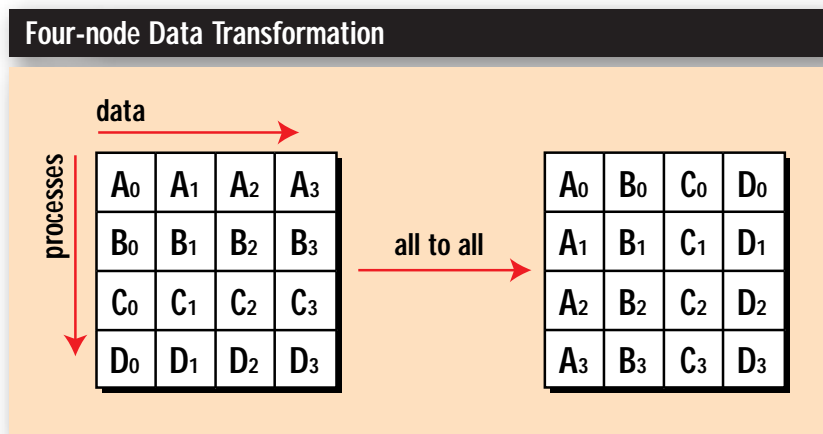 Four-node Data Transformation
data
processes
A0 A1 A2 A3
B0 B1 B2 B3
C0 C1 C2 C3
D0 D1 D2 D3
all to all
A0 B0 C0 D0
A1 B1 C1 D1
A2 B2 C2 D2
A3 B3 C3 D3